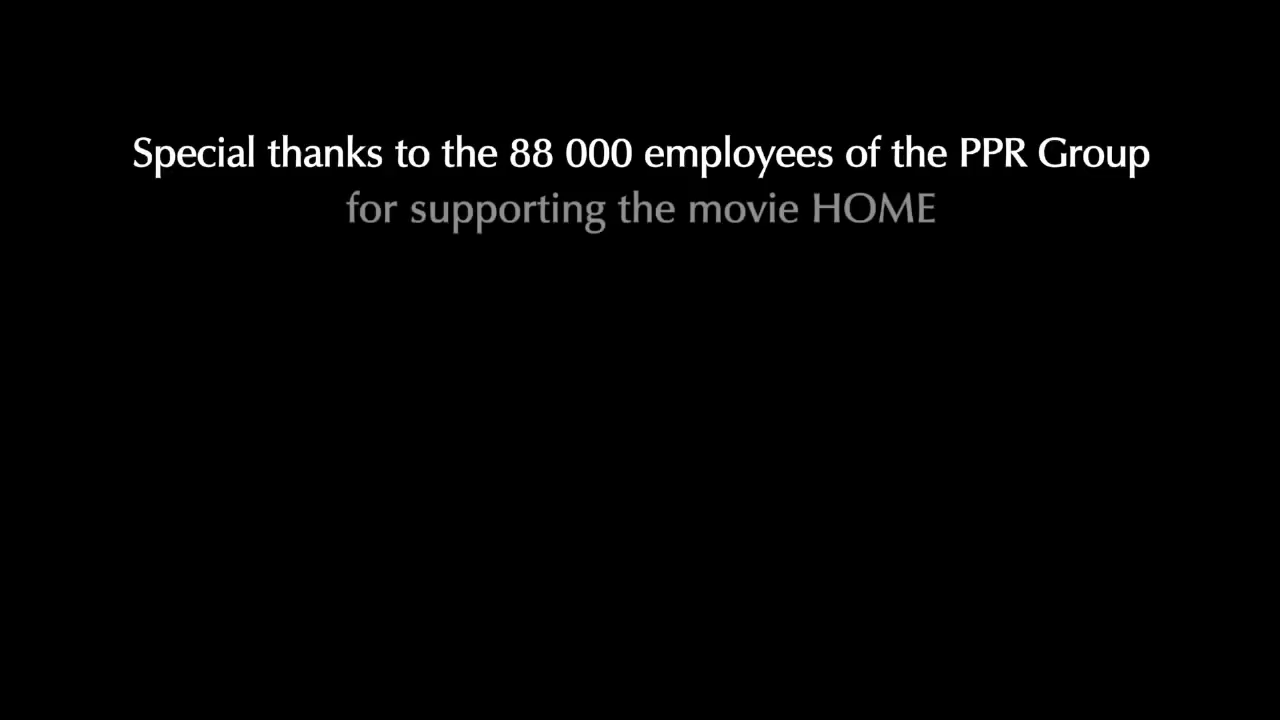 Special thanks to the 88 000 employees of the PPR Group
for supporting the movie HOME